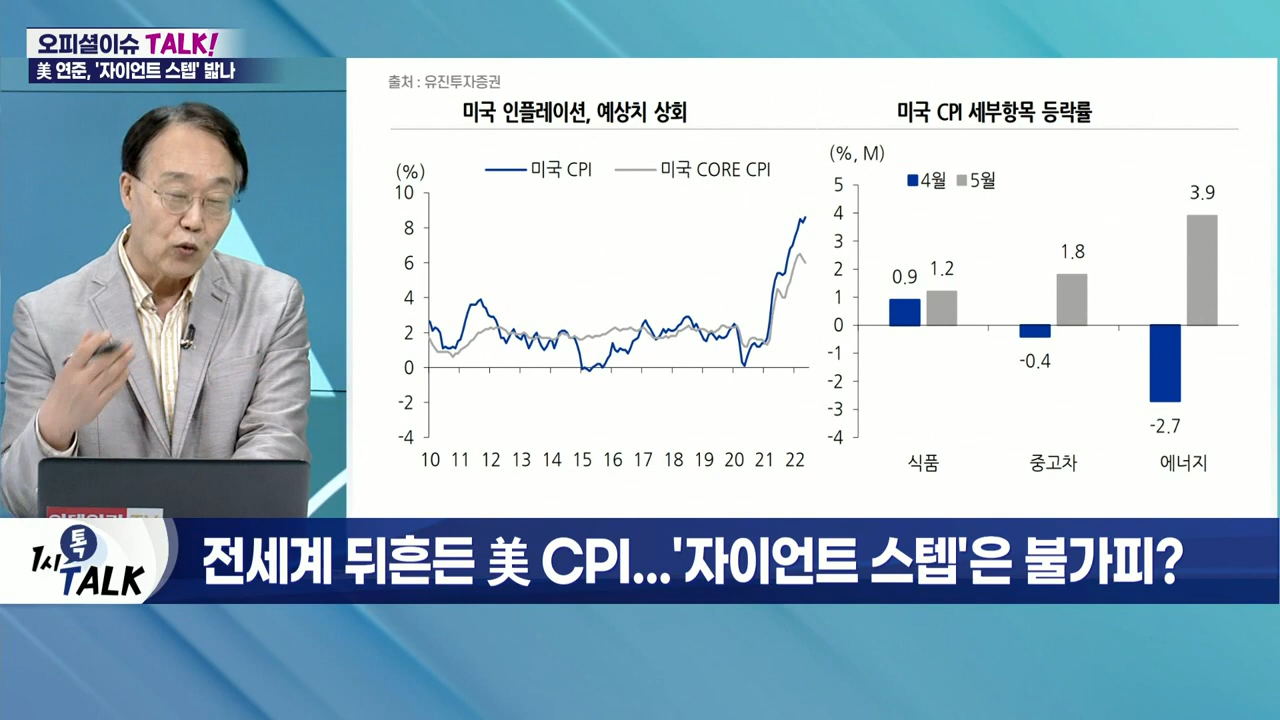 오피셜이슈 TALK!
美 연준, '자이언트 스텝' 밟나
출처 : 유진투자증권
미국 인플레이션, 예상치 상회
(%)
미국 CPI
미국 CORE CPI
10
8
6
4
2
0
-2
-4
10 11 12 13 14 15 16 17 18 19 20 21 22
미국 CPI 세부항목 등락률
(%, M)
4월 5월
5
4
3
2
1
0
-1
-2
-3
-4
0.9 1.2
-0.4 1.8
-2.7 3.9
식품 중고차 에너지
1시 톡 TALK
전세계 뒤흔든 美 CPI...'자이언트 스텝'은 불가피?